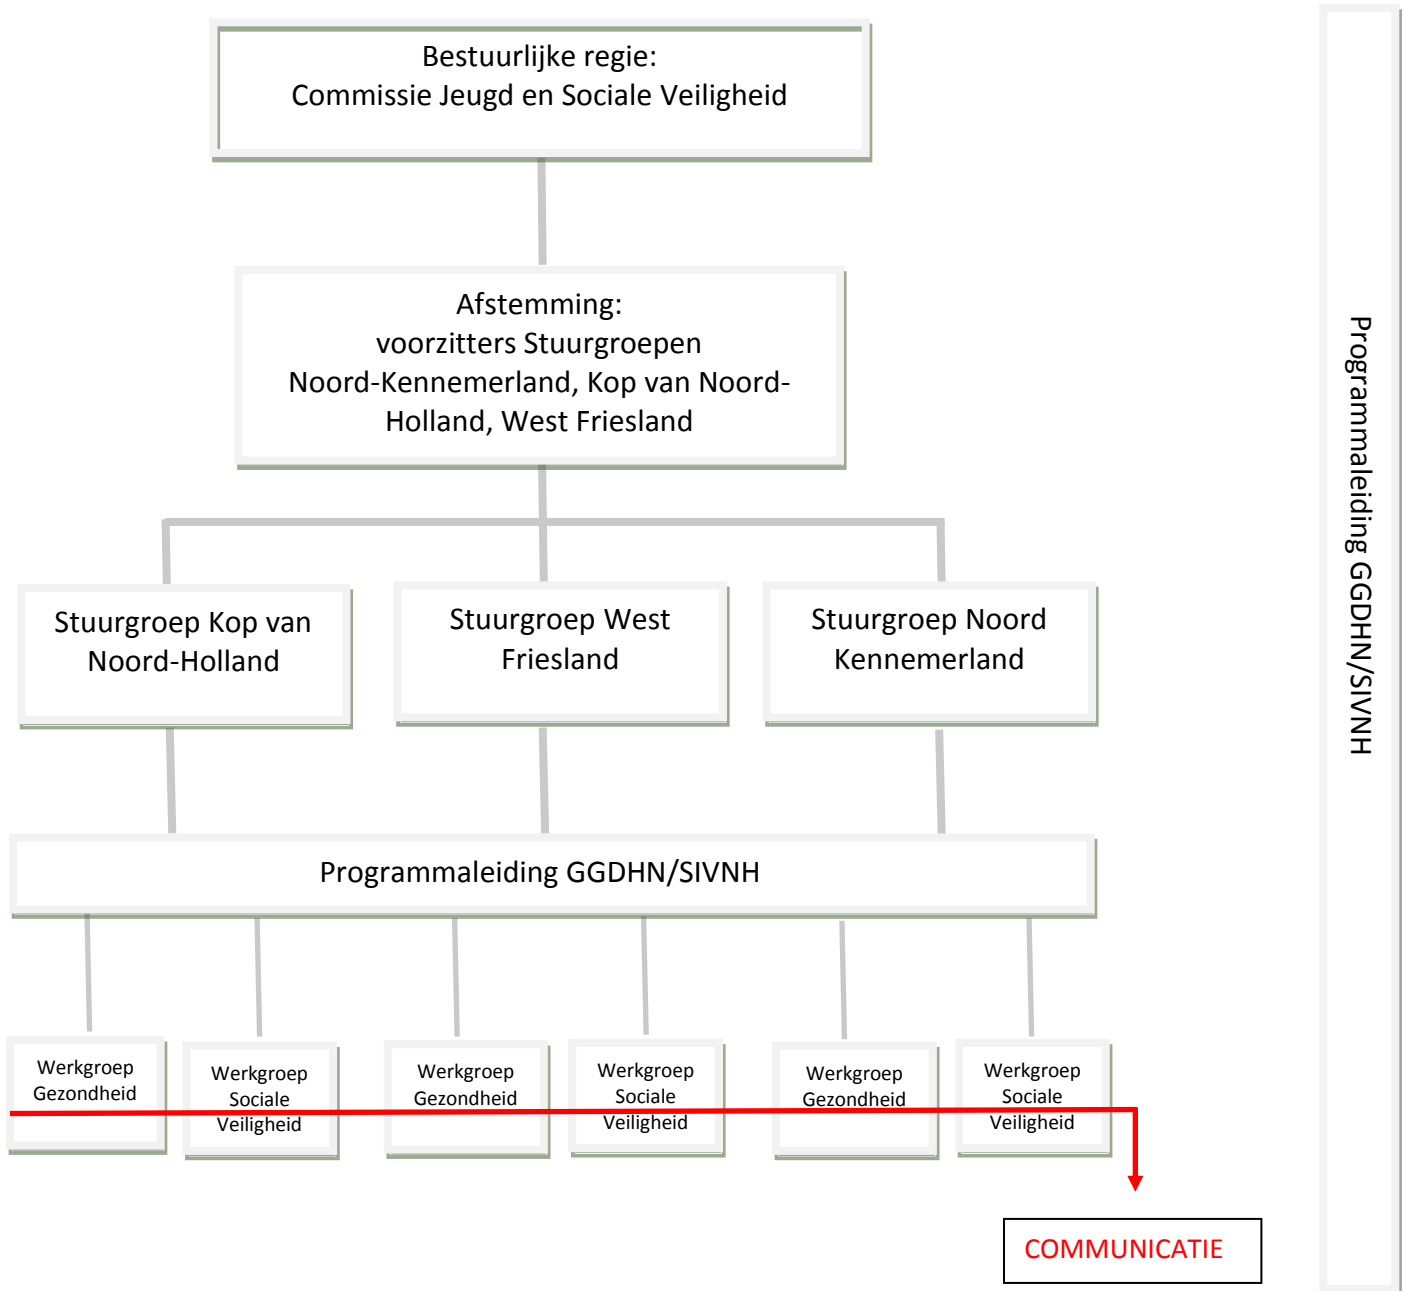 Bestuurlijke regie:
Commissie Jeugd en Sociale Veiligheid
Afstemming:
voorzitters Stuurgroepen
Noord-Kennemerland, Kop van Noord-
Holland, West Friesland
Stuurgroep Kop van
Noord-Holland
Stuurgroep West
Friesland
Stuurgroep Noord
Kennemerland
Programmaleiding GGDHN/SIVNH
Werkgroep
Gezondheid
Werkgroep
Sociale
Veiligheid
Werkgroep
Gezondheid
Werkgroep
Sociale
Veiligheid
Werkgroep
Gezondheid
Werkgroep
Sociale
Veiligheid
COMMUNICATIE
Programmaleiding GGDHN/SIVNH